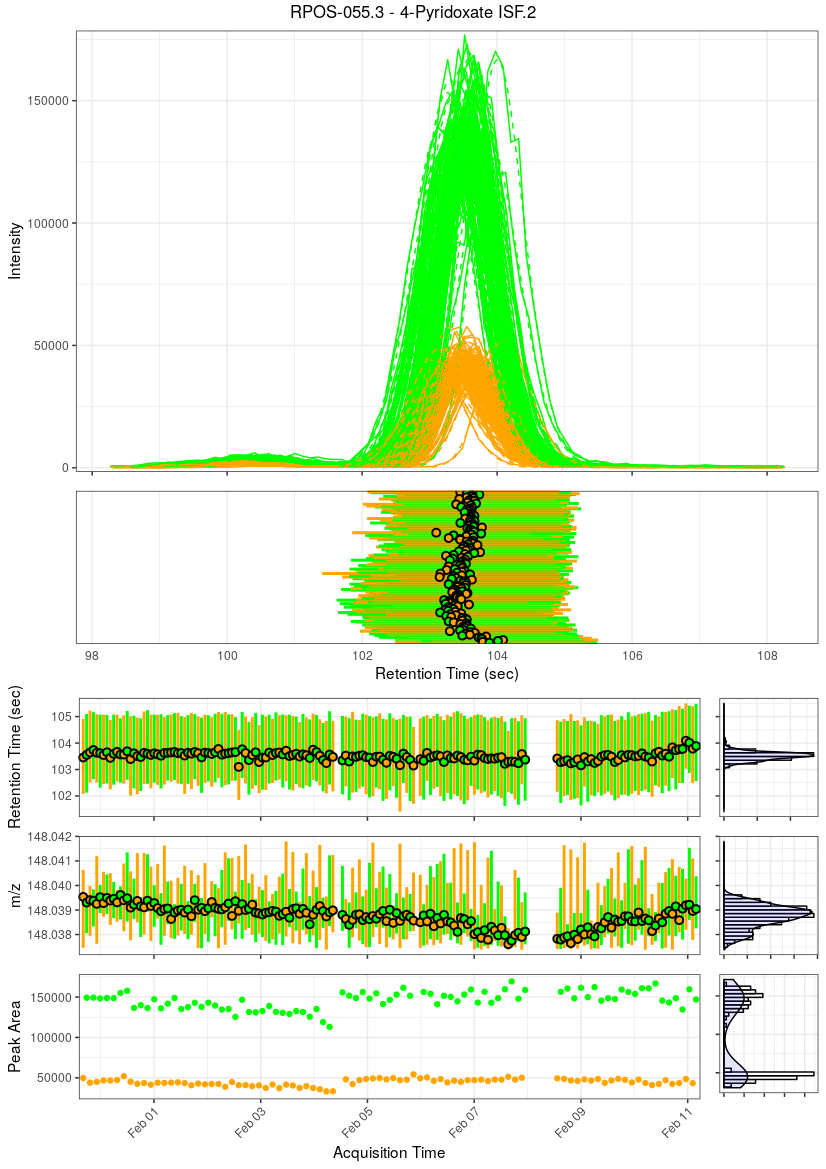 RPOS-055.3 - 4-Pyridoxate ISF.2
150000
100000
50000
0
Intensity
98 100 102 104 106 108
Retention Time (sec)
105
104
103
102
Retention Time (sec)
148.042
148.041
148.040
148.039
148.038
m/z
150000
100000
50000
Peak Area
Feb 01 Feb 03 Feb 05 Feb 07 Feb 09 Feb 11
Acquisition Time